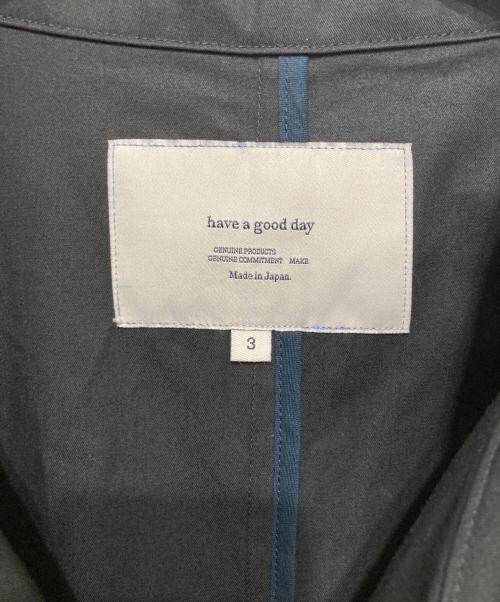 have a good day
GENUINE PRODUCTS
GENUINE COMMITMENT MAKE
Made in Japan.
3